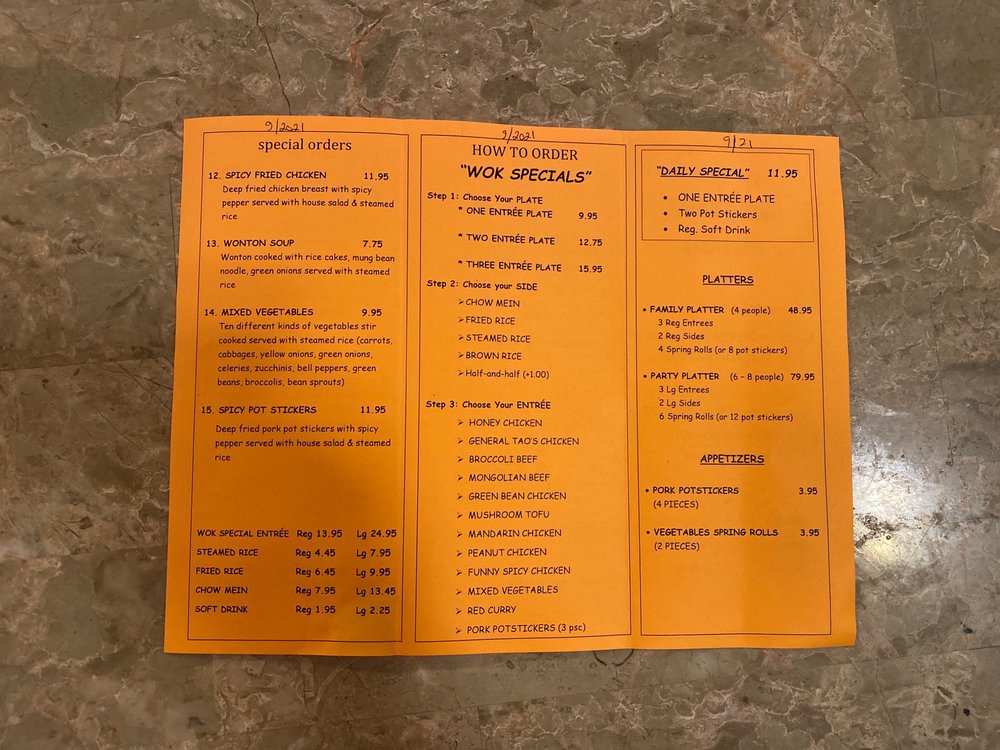 9/2021
special orders
12. SPICY FRIED CHICKEN 11.95
Deep fried chicken breast with spicy
pepper served with house salad & steamed
rice
13. WONTON SOUP 7.75
Wonton cooked with rice cakes, mung bean
noodle, green onions served with steamed
rice
14. MIXED VEGETABLES 9.95
Ten different kinds of vegetables stir
cooked served with steamed rice (carrots,
cabbages, yellow onions, green onions,
celeries, zucchinis, bell peppers, green
beans, broccolis, bean sprouts)
15. SPICY POT STICKERS 11.95
Deep fried pork pot stickers with spicy
pepper served with house salad & steamed
rice
WOK SPECIAL ENTRÉE Reg 13.95 Lg 24.95
STEAMED RICE Reg 4.45 Lg 7.95
FRIED RICE Reg 6.45 Lg 9.95
CHOW MEIN Reg 7.95 Lg 13.45
SOFT DRINK Reg 1.95 Lg 2.25
9/2021
HOW TO ORDER
"WOK SPECIALS"
Step 1: Choose Your PLATE
* ONE ENTRÉE PLATE 9.95
* TWO ENTRÉE PLATE 12.75
* THREE ENTRÉE PLATE 15.95
Step 2: Choose your SIDE
➢CHOW MEIN
➢FRIED RICE
➢STEAMED RICE
➢BROWN RICE
➢Half-and-half (+1.00)
Step 3: Choose Your ENTRÉE
➢ HONEY CHICKEN
➢ GENERAL TAO'S CHICKEN
➢ BROCCOLI BEEF
➢ MONGOLIAN BEEF
➢ GREEN BEAN CHICKEN
➢ MUSHROOM TOFU
➢ MANDARIN CHICKEN
➢ PEANUT CHICKEN
➢ FUNNY SPICY CHICKEN
➢ MIXED VEGETABLES
➢ RED CURRY
➢ PORK POTSTICKERS (3 psc)
9/21
"DAILY SPECIAL" 11.95
• ONE ENTRÉE PLATE
• Two Pot Stickers
• Reg. Soft Drink
PLATTERS
• FAMILY PLATTER (4 people) 48.95
3 Reg Entrees
2 Reg Sides
4 Spring Rolls (or 8 pot stickers)
• PARTY PLATTER (6 – 8 people) 79.95
3 Lg Entrees
2 Lg Sides
6 Spring Rolls (or 12 pot stickers)
APPETIZERS
• PORK POTSTICKERS 3.95
(4 PIECES)
• VEGETABLES SPRING ROLLS 3.95
(2 PIECES)